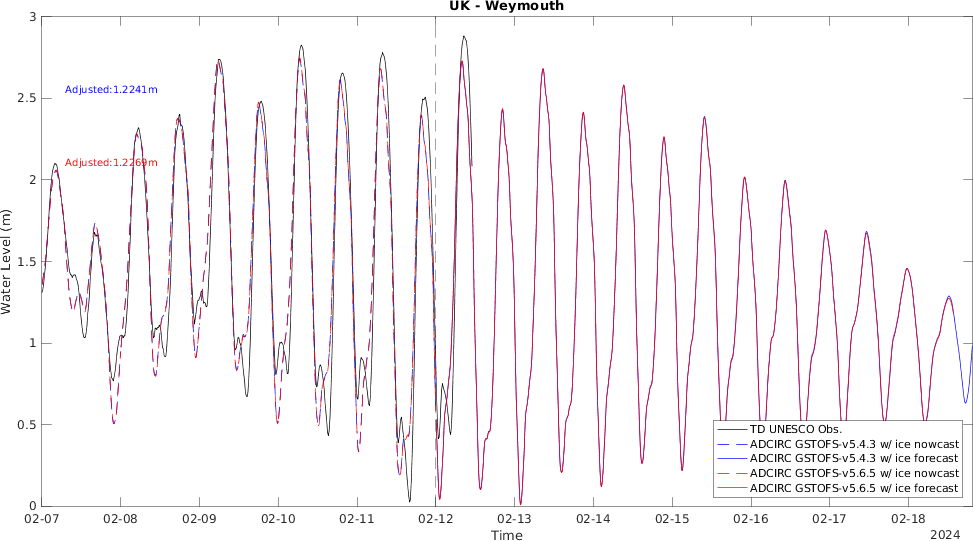 UK - Weymouth
3
2.5
2
1.5
1
0.5
0
Water Level (m)
Adjusted:1.2241m
Adjusted:1.2269m
TD UNESCO Obs.
ADCIRC GSTOFS-v5.4.3 w/ ice nowcast
ADCIRC GSTOFS-v5.4.3 w/ ice forecast
ADCIRC GSTOFS-v5.6.5 w/ ice nowcast
ADCIRC GSTOFS-v5.6.5 w/ ice forecast
02-07 02-08 02-09 02-10 02-11 02-12 02-13 02-14 02-15 02-16 02-17 02-18
Time
2024